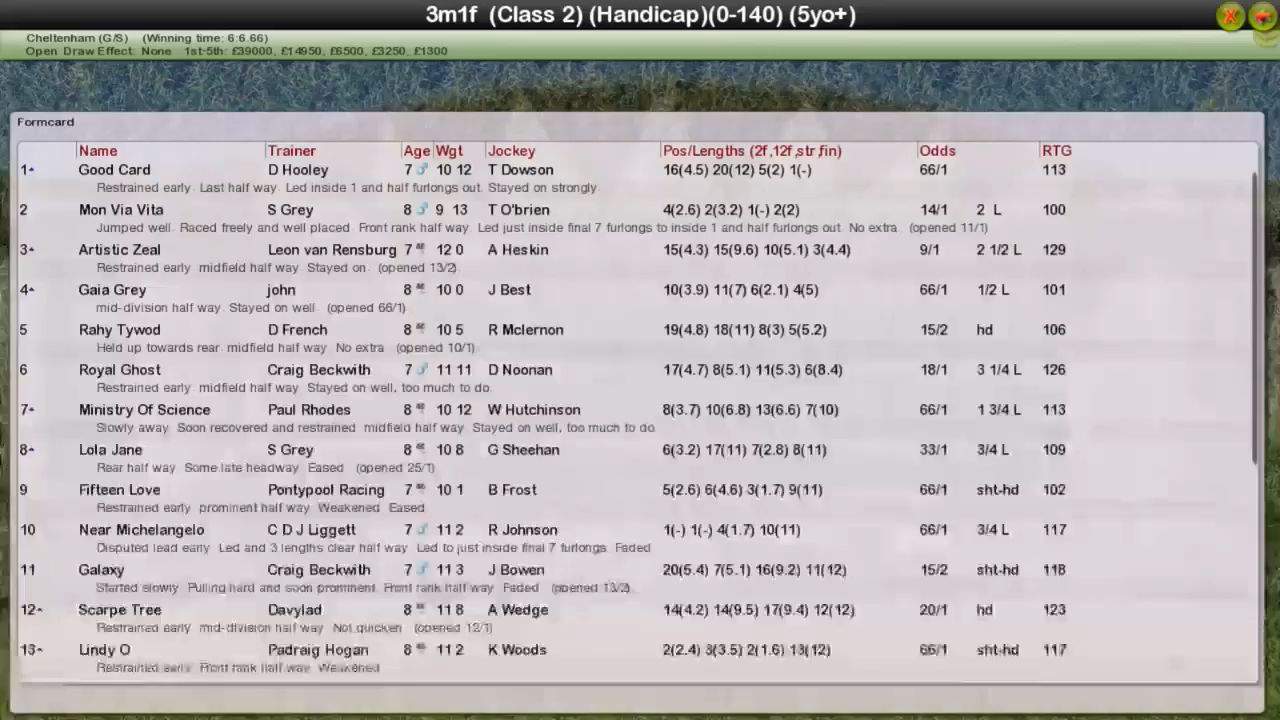 3m1f (Class 2) (Handicap)(0-140) (5yo+)
Cheltenham (G/S) (Winning time: 6:6.66)
Open Draw Effect: None 1st-5th: £39000, £14950, £6500, £3250, £1300
Formcard
Name Trainer Age Wgt Jockey Pos/Lengths (2f,12f,str,fin) Odds RTG
1 Good Card D Hooley 7 10 12 T Dowson 16(4.5) 20(12) 5(2) 1(-) 66/1 113
Restrained early Last half way Led inside 1 and half furlongs out Stayed on strongly
2 Mon Via Vita S Grey 8 9 13 T O'brien 4(2.6) 2(3.2) 1(-) 2(2) 14/1 2 L 100
Jumped well Raced freely and well placed Front rank half way Led just inside final 7 furlongs to inside 1 and half furlongs out No extra (opened 11/1)
3 Artistic Zeal Leon van Rensburg 7 12 0 A Heskin 15(4.3) 15(9.6) 10(5.1) 3(4.4) 9/1 2 1/2 L 129
Restrained early midfield half way Stayed on (opened 13/2)
4 Gaia Grey john 8 10 0 J Best 10(3.9) 11(7) 6(2.1) 4(5) 66/1 1/2 L 101
mid-division half way Stayed on well (opened 66/1)
5 Rahy Tywod D French 8 10 5 R Mclernon 19(4.8) 18(11) 8(3) 5(5.2) 15/2 hd 106
Held up towards rear midfield half way No extra (opened 10/1)
6 Royal Ghost Craig Beckwith 7 11 11 D Noonan 17(4.7) 8(5.1) 11(5.3) 6(8.4) 18/1 3 1/4 L 126
Restrained early midfield half way Stayed on well, too much to do
7 Ministry Of Science Paul Rhodes 8 10 12 W Hutchinson 8(3.7) 10(6.8) 13(6.6) 7(10) 66/1 1 3/4 L 113
Slowly away Soon recovered and restrained midfield half way Stayed on well, too much to do
8 Lola Jane S Grey 8 10 8 G Sheehan 6(3.2) 17(11) 7(2.8) 8(11) 33/1 3/4 L 109
Rear half way Some late headway Eased (opened 25/1)
9 Fifteen Love Pontypool Racing 7 10 1 B Frost 5(2.6) 6(4.6) 3(1.7) 9(11) 66/1 sht-hd 102
Restrained early prominent half way Weakened Eased
10 Near Michelangelo C D J Liggett 7 11 2 R Johnson 1(-) 1(-) 4(1.7) 10(11) 66/1 3/4 L 117
Disputed lead early Led and 3 lengths clear half way Led to just inside final 7 furlongs Faded
11 Galaxy Craig Beckwith 7 11 3 J Bowen 20(5.4) 7(5.1) 16(9.2) 11(12) 15/2 sht-hd 118
Started slowly Pulling hard and soon prominent Front rank half way Faded (opened 13/2)
12 Scarpe Tree Davylad 8 11 8 A Wedge 14(4.2) 14(9.5) 17(9.4) 12(12) 20/1 hd 123
Restrained early mid-division half way Not quicken (opened 12/1)
13 Lindy O Padraig Hogan 8 11 2 K Woods 2(2.4) 3(3.5) 2(1.6) 13(12) 66/1 sht-hd 117
Restrained early Front rank half way Weakened